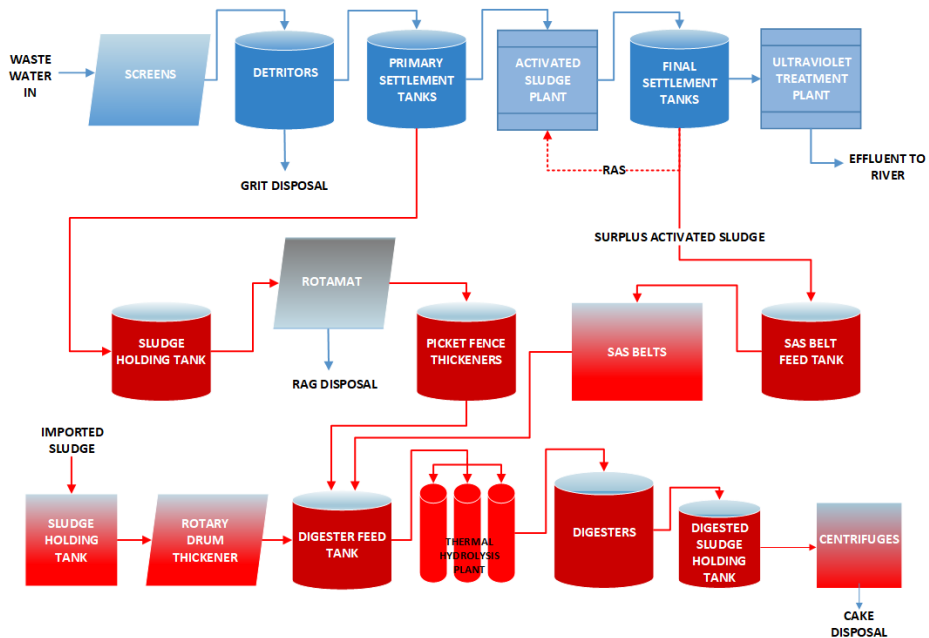 WASTE
WATER
IN
SCREENS
DETRITORS
PRIMARY
SETTLEMENT
TANKS
ACTIVATED
SLUDGE
PLANT
FINAL
SETTLEMENT
TANKS
ULTRAVIOLET
TREATMENT
PLANT
GRIT DISPOSAL
RAS
EFFLUENT TO
RIVER
SURPLUS ACTIVATED SLUDGE
SLUDGE
HOLDING TANK
ROTAMAT
RAG DISPOSAL
PICKET FENCE
THICKENERS
SAS BELTS
SAS BELT
FEED TANK
IMPORTED
SLUDGE
SLUDGE
HOLDING
TANK
ROTARY
DRUM
THICKENER
DIGESTER FEED
TANK
THERMAL
HYDROLYSIS
PLANT
DIGESTERS
DIGESTED
SLUDGE
HOLDING
TANK
CENTRIFUGES
CAKE
DISPOSAL